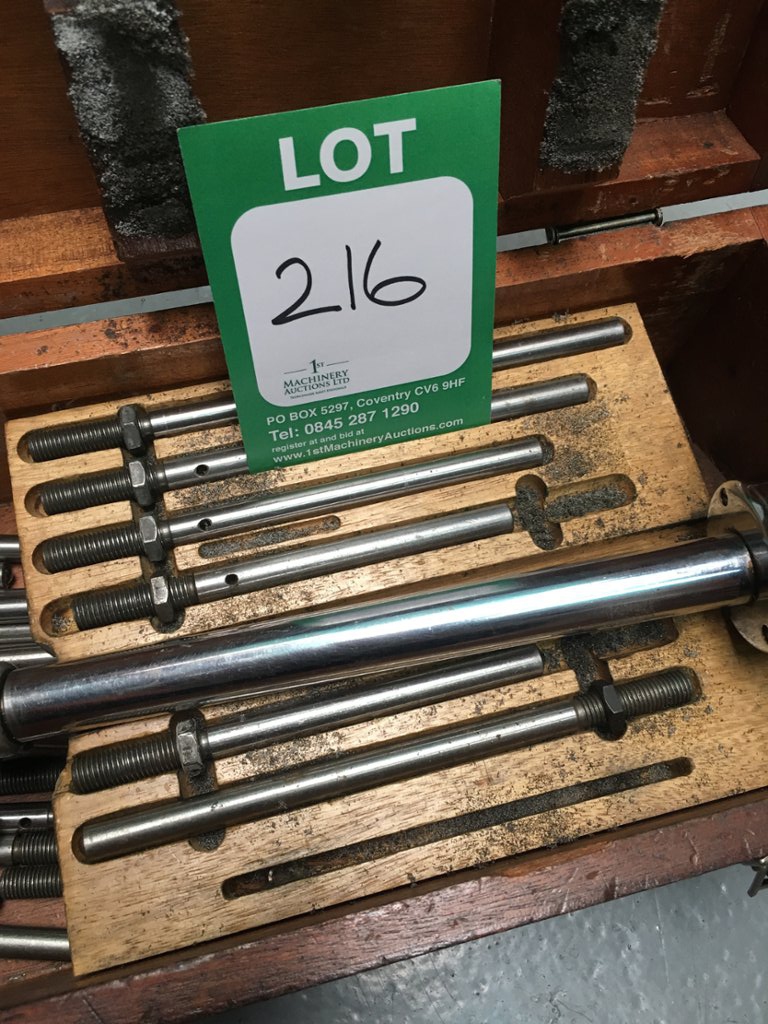 LOT
216
1ST
MACHINERY
AUCTIONS LTD
PO BOX 5297, Coventry CV6 9HF
Tel: 0845 287 1290
register at and bid at
www.1stMachineryAuctions.com